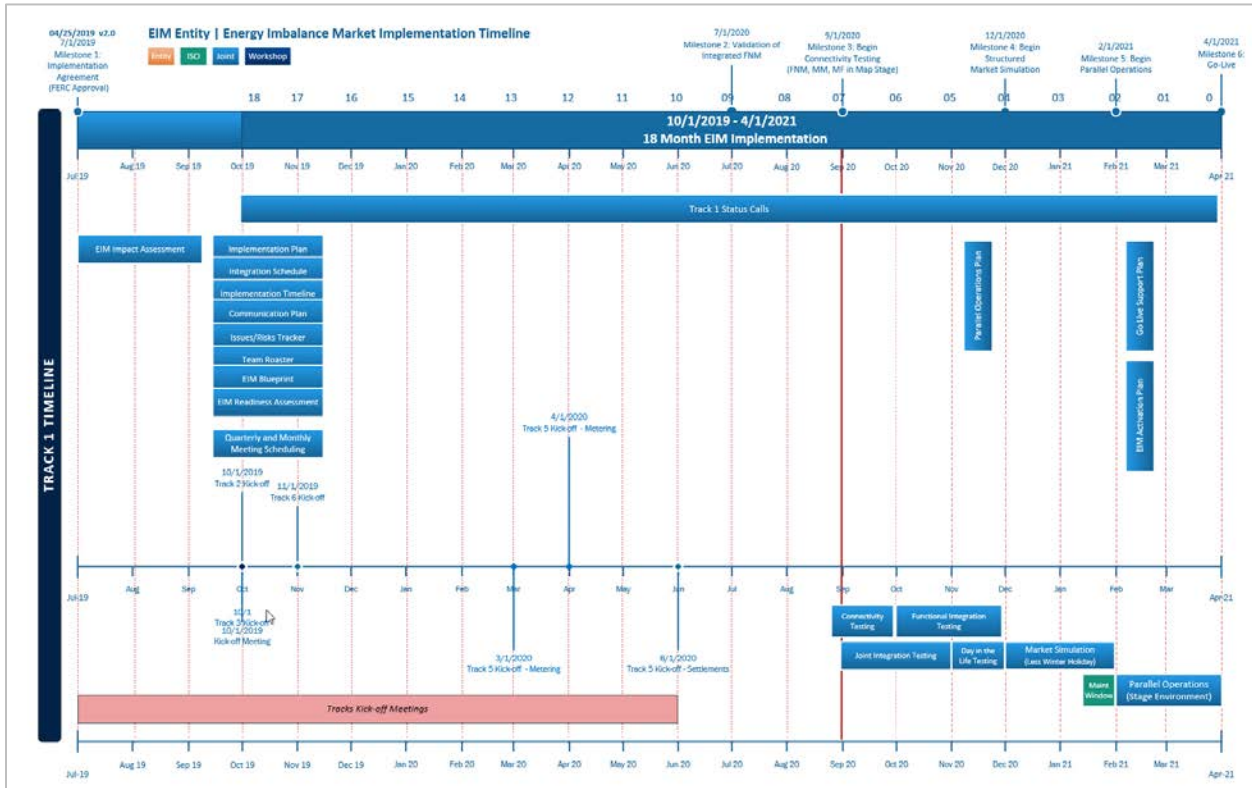 04/25/2019 v2.0
7/1/2019
Milestone 1:
Implementation
Agreement
(FERC Approval)
EIM Entity | Energy Imbalance Market Implementation Timeline
Entity ISO Joint Workshop
7/1/2020
Milestone 2: Validation of
Integrated FNM
9/1/2020
Milestone 3: Begin
Connectivity Testing
(FNM, MM, MF in Map Stage)
12/1/2020
Milestone 4: Begin
Structured
Market Simulation
2/1/2021
Milestone 5: Begin
Parallel Operations
4/1/2021
Milestone 6:
Go-Live
18 17 16 15 14 13 12 11 10 09 08 07 06 05 04 03 02 01 0
10/1/2019 - 4/1/2021
18 Month EIM Implementation
Jul-19 Aug 19 Sep 19 Oct 19 Nov 19 Dec 19 Jan 20 Feb 20 Mar 20 Apr 20 May 20 Jun 20 Jul 20 Aug 20 Sep 20 Oct 20 Nov 20 Dec 20 Jan 21 Feb 21 Mar 21 Apr-21
TRACK 1 TIMELINE
Track 1 Status Calls
EIM Impact Assessment
Implementation Plan
Integration Schedule
Implementation Timeline
Communication Plan
Issues/Risks Tracker
Team Roaster
EIM Blueprint
EIM Readiness Assessment
Quarterly and Monthly
Meeting Scheduling
Parallel Operations Plan
Go Live Support Plan
EIM Activation Plan
10/1/2019
Track 2 Kick-off
11/1/2019
Track 6 Kick-off
4/1/2020
Track 5 Kick-off - Metering
Jul-19 Aug Sep Oct Nov Dec Jan Feb Mar Apr May Jun Jul Aug Sep Oct Nov Dec Jan Feb Mar Apr-21
10/1
Track 3 Kick-off
10/1/2019
Kick-off Meeting
3/1/2020
Track 5 Kick-off - Metering
6/1/2020
Track 5 Kick-off - Settlements
Connectivity
Testing
Functional Integration
Testing
Joint Integration Testing
Day in the
Life Testing
Market Simulation
(Less Winter Holiday)
Maint
Window
Parallel Operations
(Stage Environment)
Tracks Kick-off Meetings
Jul-19 Aug 19 Sep 19 Oct 19 Nov 19 Dec 19 Jan 20 Feb 20 Mar 20 Apr 20 May 20 Jun 20 Jul 20 Aug 20 Sep 20 Oct 20 Nov 20 Dec 20 Jan 21 Feb 21 Mar 21 Apr-21